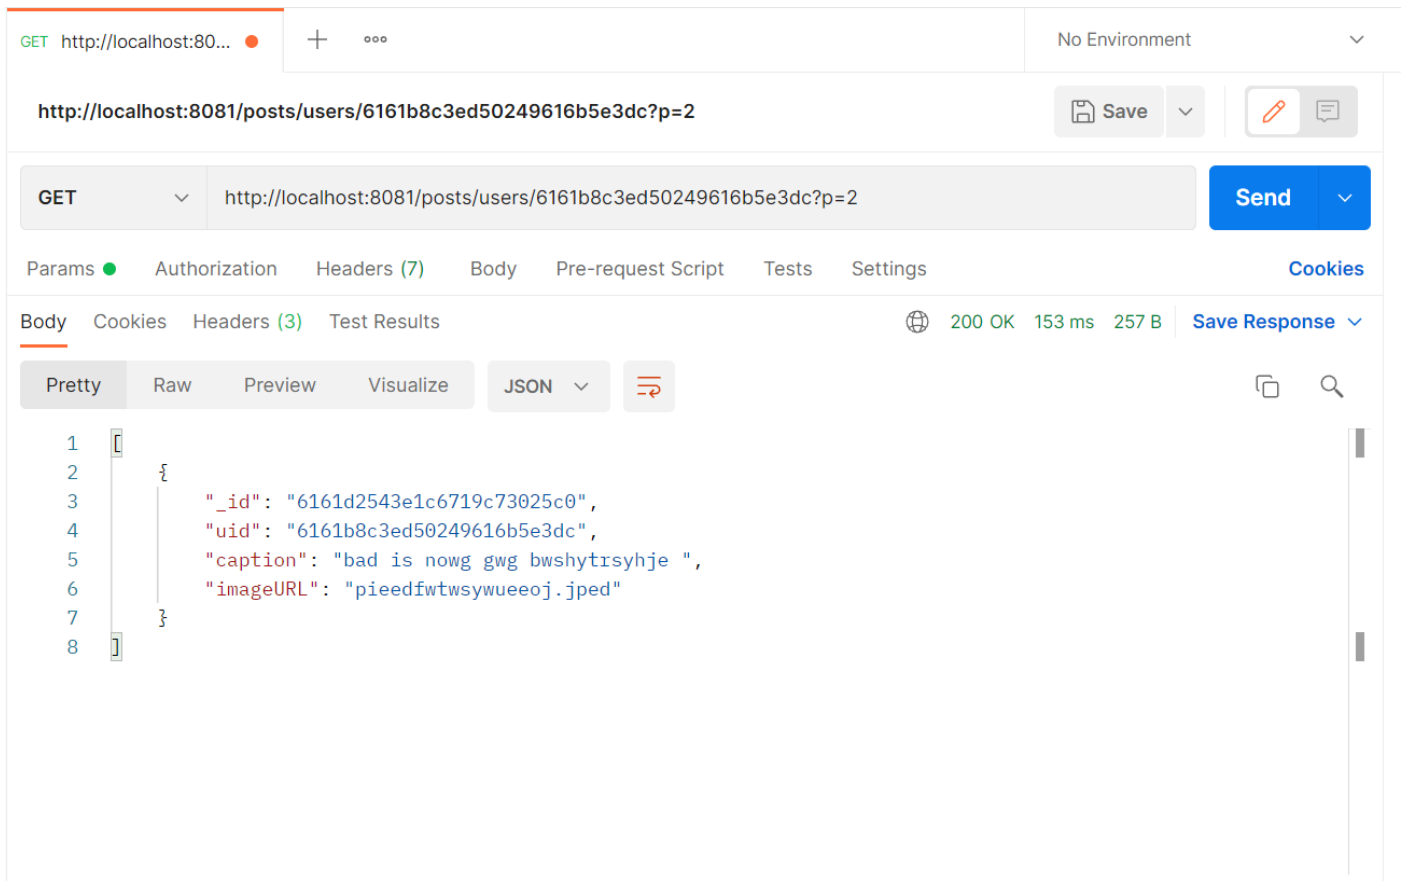 GET http://localhost:80...
No Environment
http://localhost:8081/posts/users/6161b8c3ed50249616b5e3dc?p=2
Save
GET http://localhost:8081/posts/users/6161b8c3ed50249616b5e3dc?p=2 Send
Params Authorization Headers (7) Body Pre-request Script Tests Settings Cookies
Body Cookies Headers (3) Test Results 200 OK 153 ms 257 B Save Response
Pretty Raw Preview Visualize JSON
1 [
2 {
3 "_id": "6161d2543e1c6719c73025c0",
4 "uid": "6161b8c3ed50249616b5e3dc",
5 "caption": "bad is nowg gwg bwshytrsyhje ",
6 "imageURL": "pieedfwtwsywueeoj.jped"
7 }
8 ]